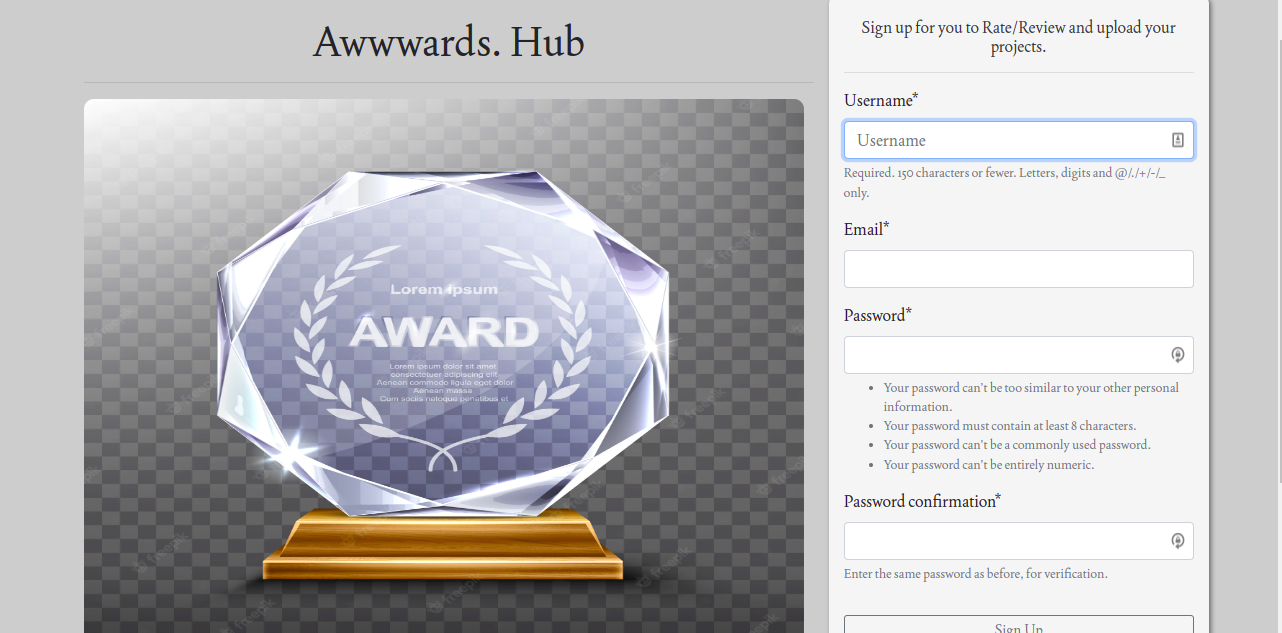 Awwwards. Hub
Lorem Ipsum
AWARD
Lorem ipsum dolor sit amet
consectetuer adipiscing elit
Aenean commodo ligula eget dolor
Aenean massa
Cum sociis natoque penatibus et
Sign up for you to Rate/Review and upload your
projects.
Username*
Username
Required. 150 characters or fewer. Letters, digits and @/./+/-/_
only.
Email*
Password*
Your password can't be too similar to your other personal
information.
Your password must contain at least 8 characters.
Your password can't be a commonly used password.
Your password can't be entirely numeric.
Password confirmation*
Enter the same password as before, for verification.
Sign Up
freepik
freepik
freepik